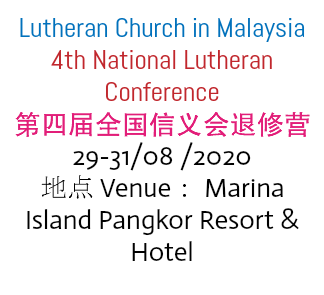 Lutheran Church in Malaysia
4th National Lutheran
Conference
第四届全国信义会退修营
29-31/08 /2020
地点 Venue： Marina
Island Pangkor Resort &
Hotel